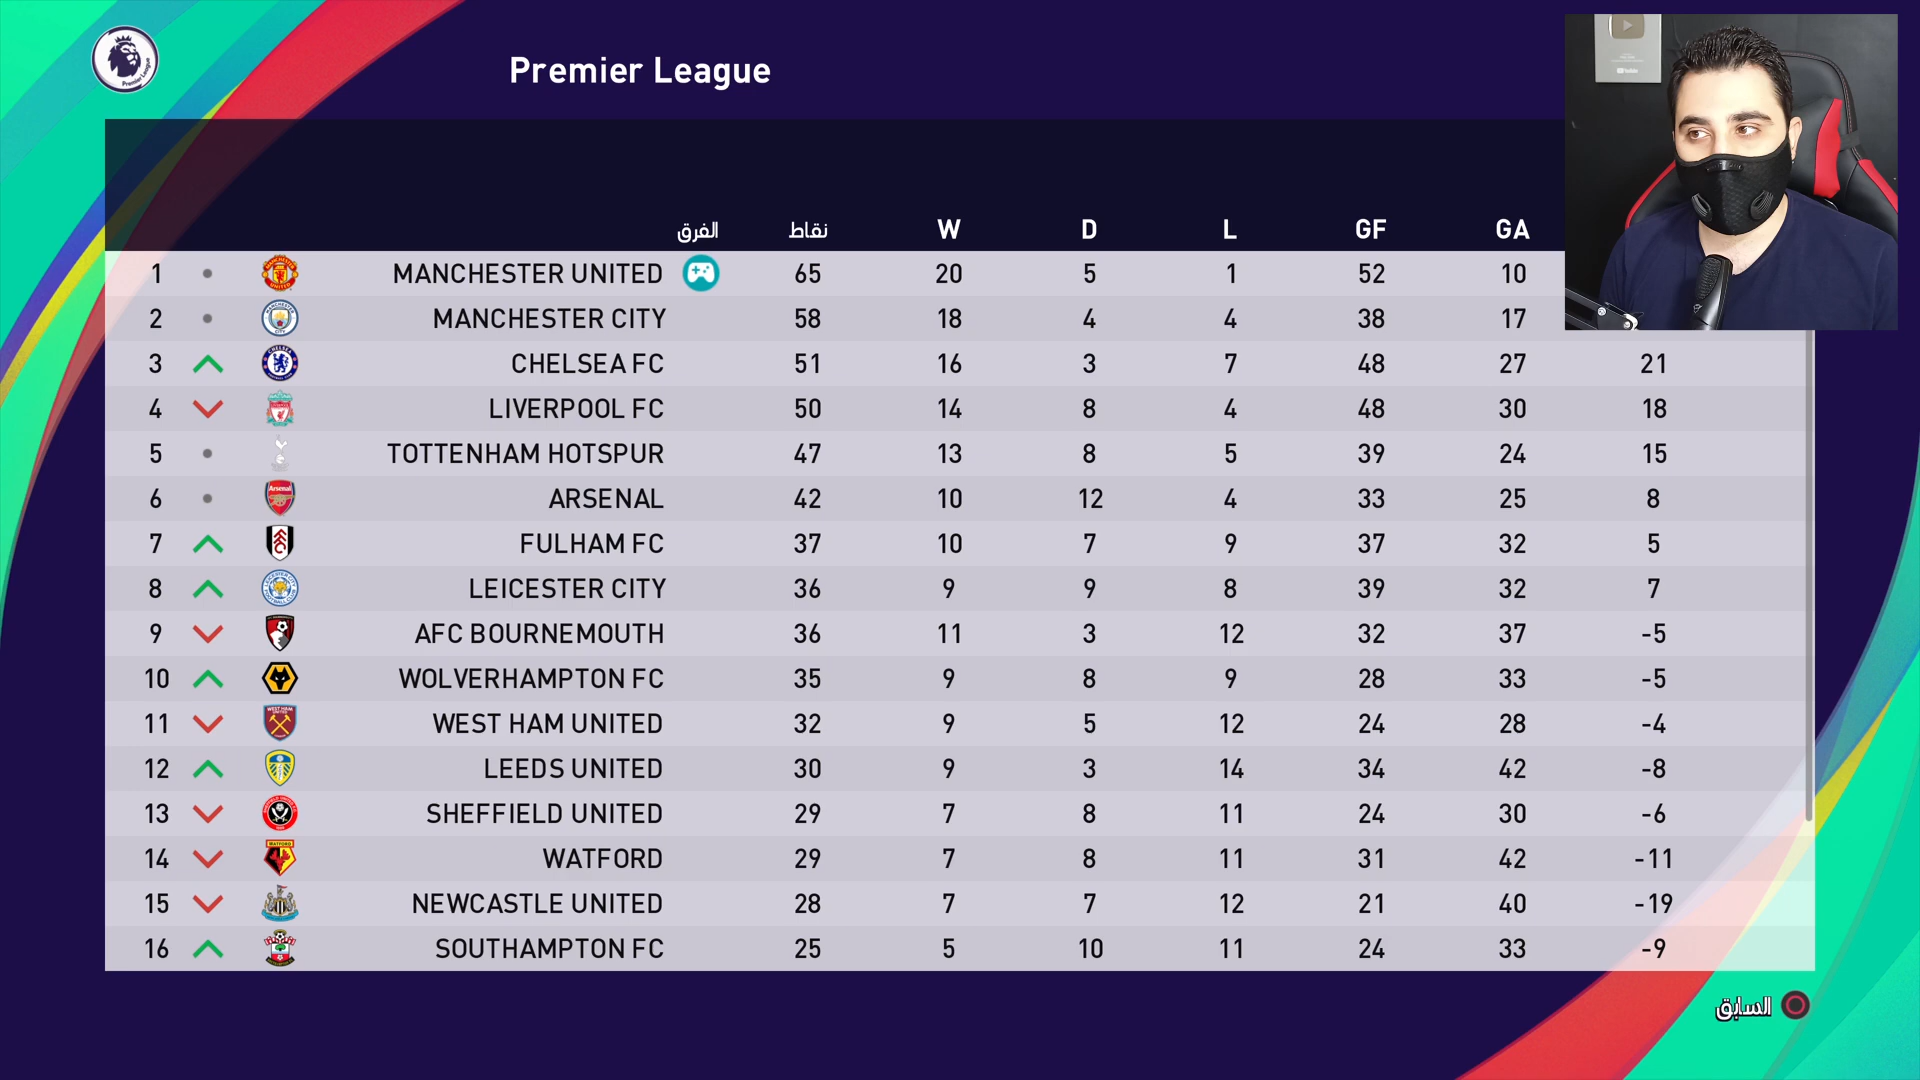 Premier League
الفرق نقاط W D L GF GA
1 MANCHESTER UNITED 65 20 5 1 52 10
2 MANCHESTER CITY 58 18 4 4 38 17
3 CHELSEA FC 51 16 3 7 48 27 21
4 LIVERPOOL FC 50 14 8 4 48 30 18
5 TOTTENHAM HOTSPUR 47 13 8 5 39 24 15
6 ARSENAL 42 10 12 4 33 25 8
7 FULHAM FC 37 10 7 9 37 32 5
8 LEICESTER CITY 36 9 9 8 39 32 7
9 AFC BOURNEMOUTH 36 11 3 12 32 37 -5
10 WOLVERHAMPTON FC 35 9 8 9 28 33 -5
11 WEST HAM UNITED 32 9 5 12 24 28 -4
12 LEEDS UNITED 30 9 3 14 34 42 -8
13 SHEFFIELD UNITED 29 7 8 11 24 30 -6
14 WATFORD 29 7 8 11 31 42 -11
15 NEWCASTLE UNITED 28 7 7 12 21 40 -19
16 SOUTHAMPTON FC 25 5 10 11 24 33 -9
السابق